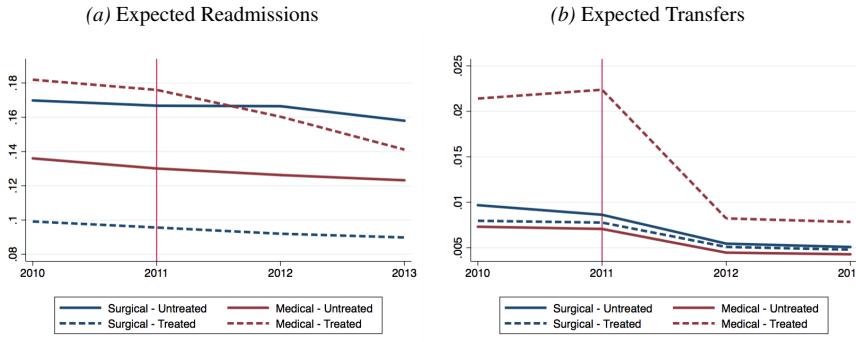 (a) Expected Readmissions
.18
.16
.14
.12
.1
.08
2010 2011 2012 2013
Surgical - Untreated Medical - Untreated
Surgical - Treated Medical - Treated
(b) Expected Transfers
.025
.02
.015
.01
.005
2010 2011 2012 201
Surgical - Untreated Medical - Untreated
Surgical - Treated Medical - Treated